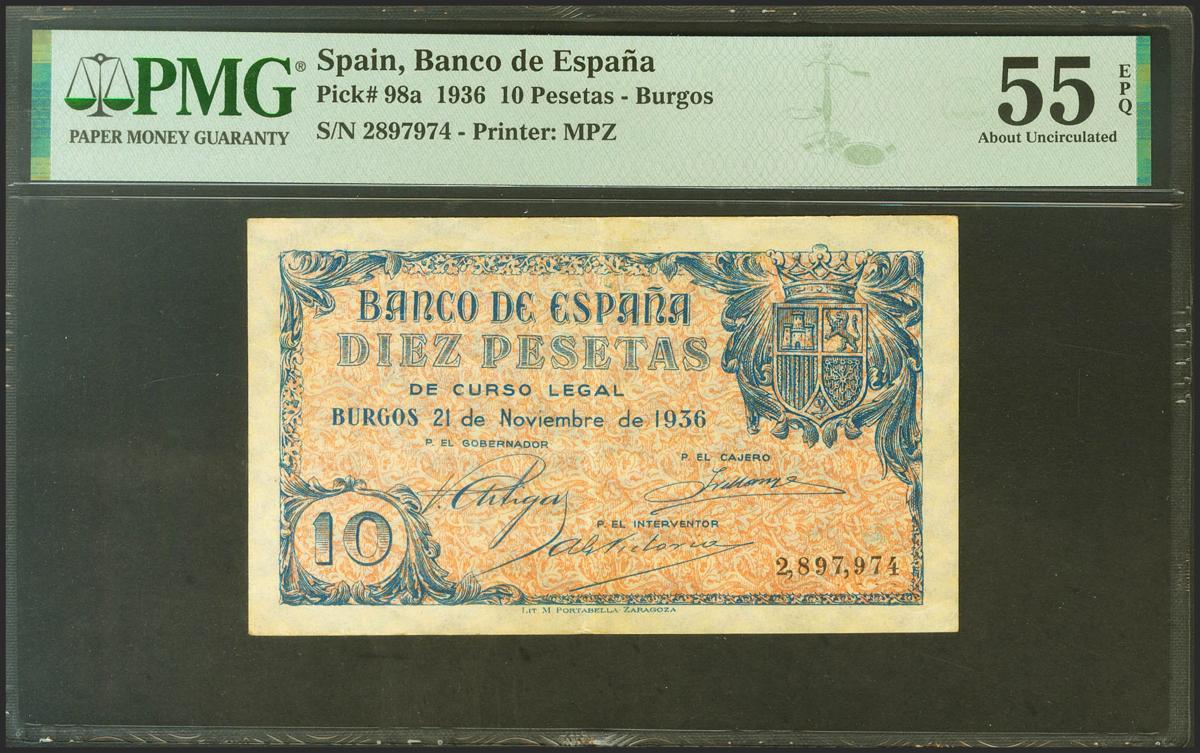 PMG®
PAPER MONEY GUARANTY
Spain, Banco de España
Pick# 98a 1936 10 Pesetas - Burgos
S/N 2897974 - Printer: MPZ
55 EPQ
About Uncirculated
BANCO DE ESPAÑA
DIEZ PESETAS
DE CURSO LEGAL
BURGOS 21 de Noviembre de 1936
P. EL GOBERNADOR
P. EL CAJERO
P. EL INTERVENTOR
10
2,897,974
LIT. M PORTABELLA ZARAGOZA